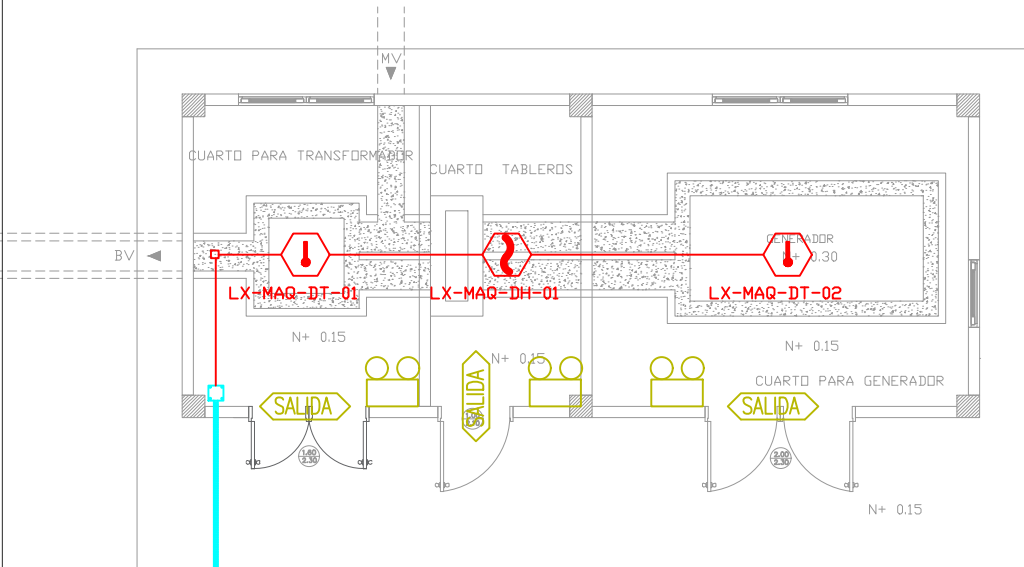 MV
CUARTO PARA TRANSFORMADOR
CUARTO TABLEROS
GENERADOR
N+ 0.30
BV
LX-MAQ-DT-01
LX-MAQ-DH-01
LX-MAQ-DT-02
N+ 0.15
N+ 0.15
N+ 0.15
CUARTO PARA GENERADOR
SALIDA
SALIDA
SALIDA
1.60
2.30
2.00
2.30
N+ 0.15